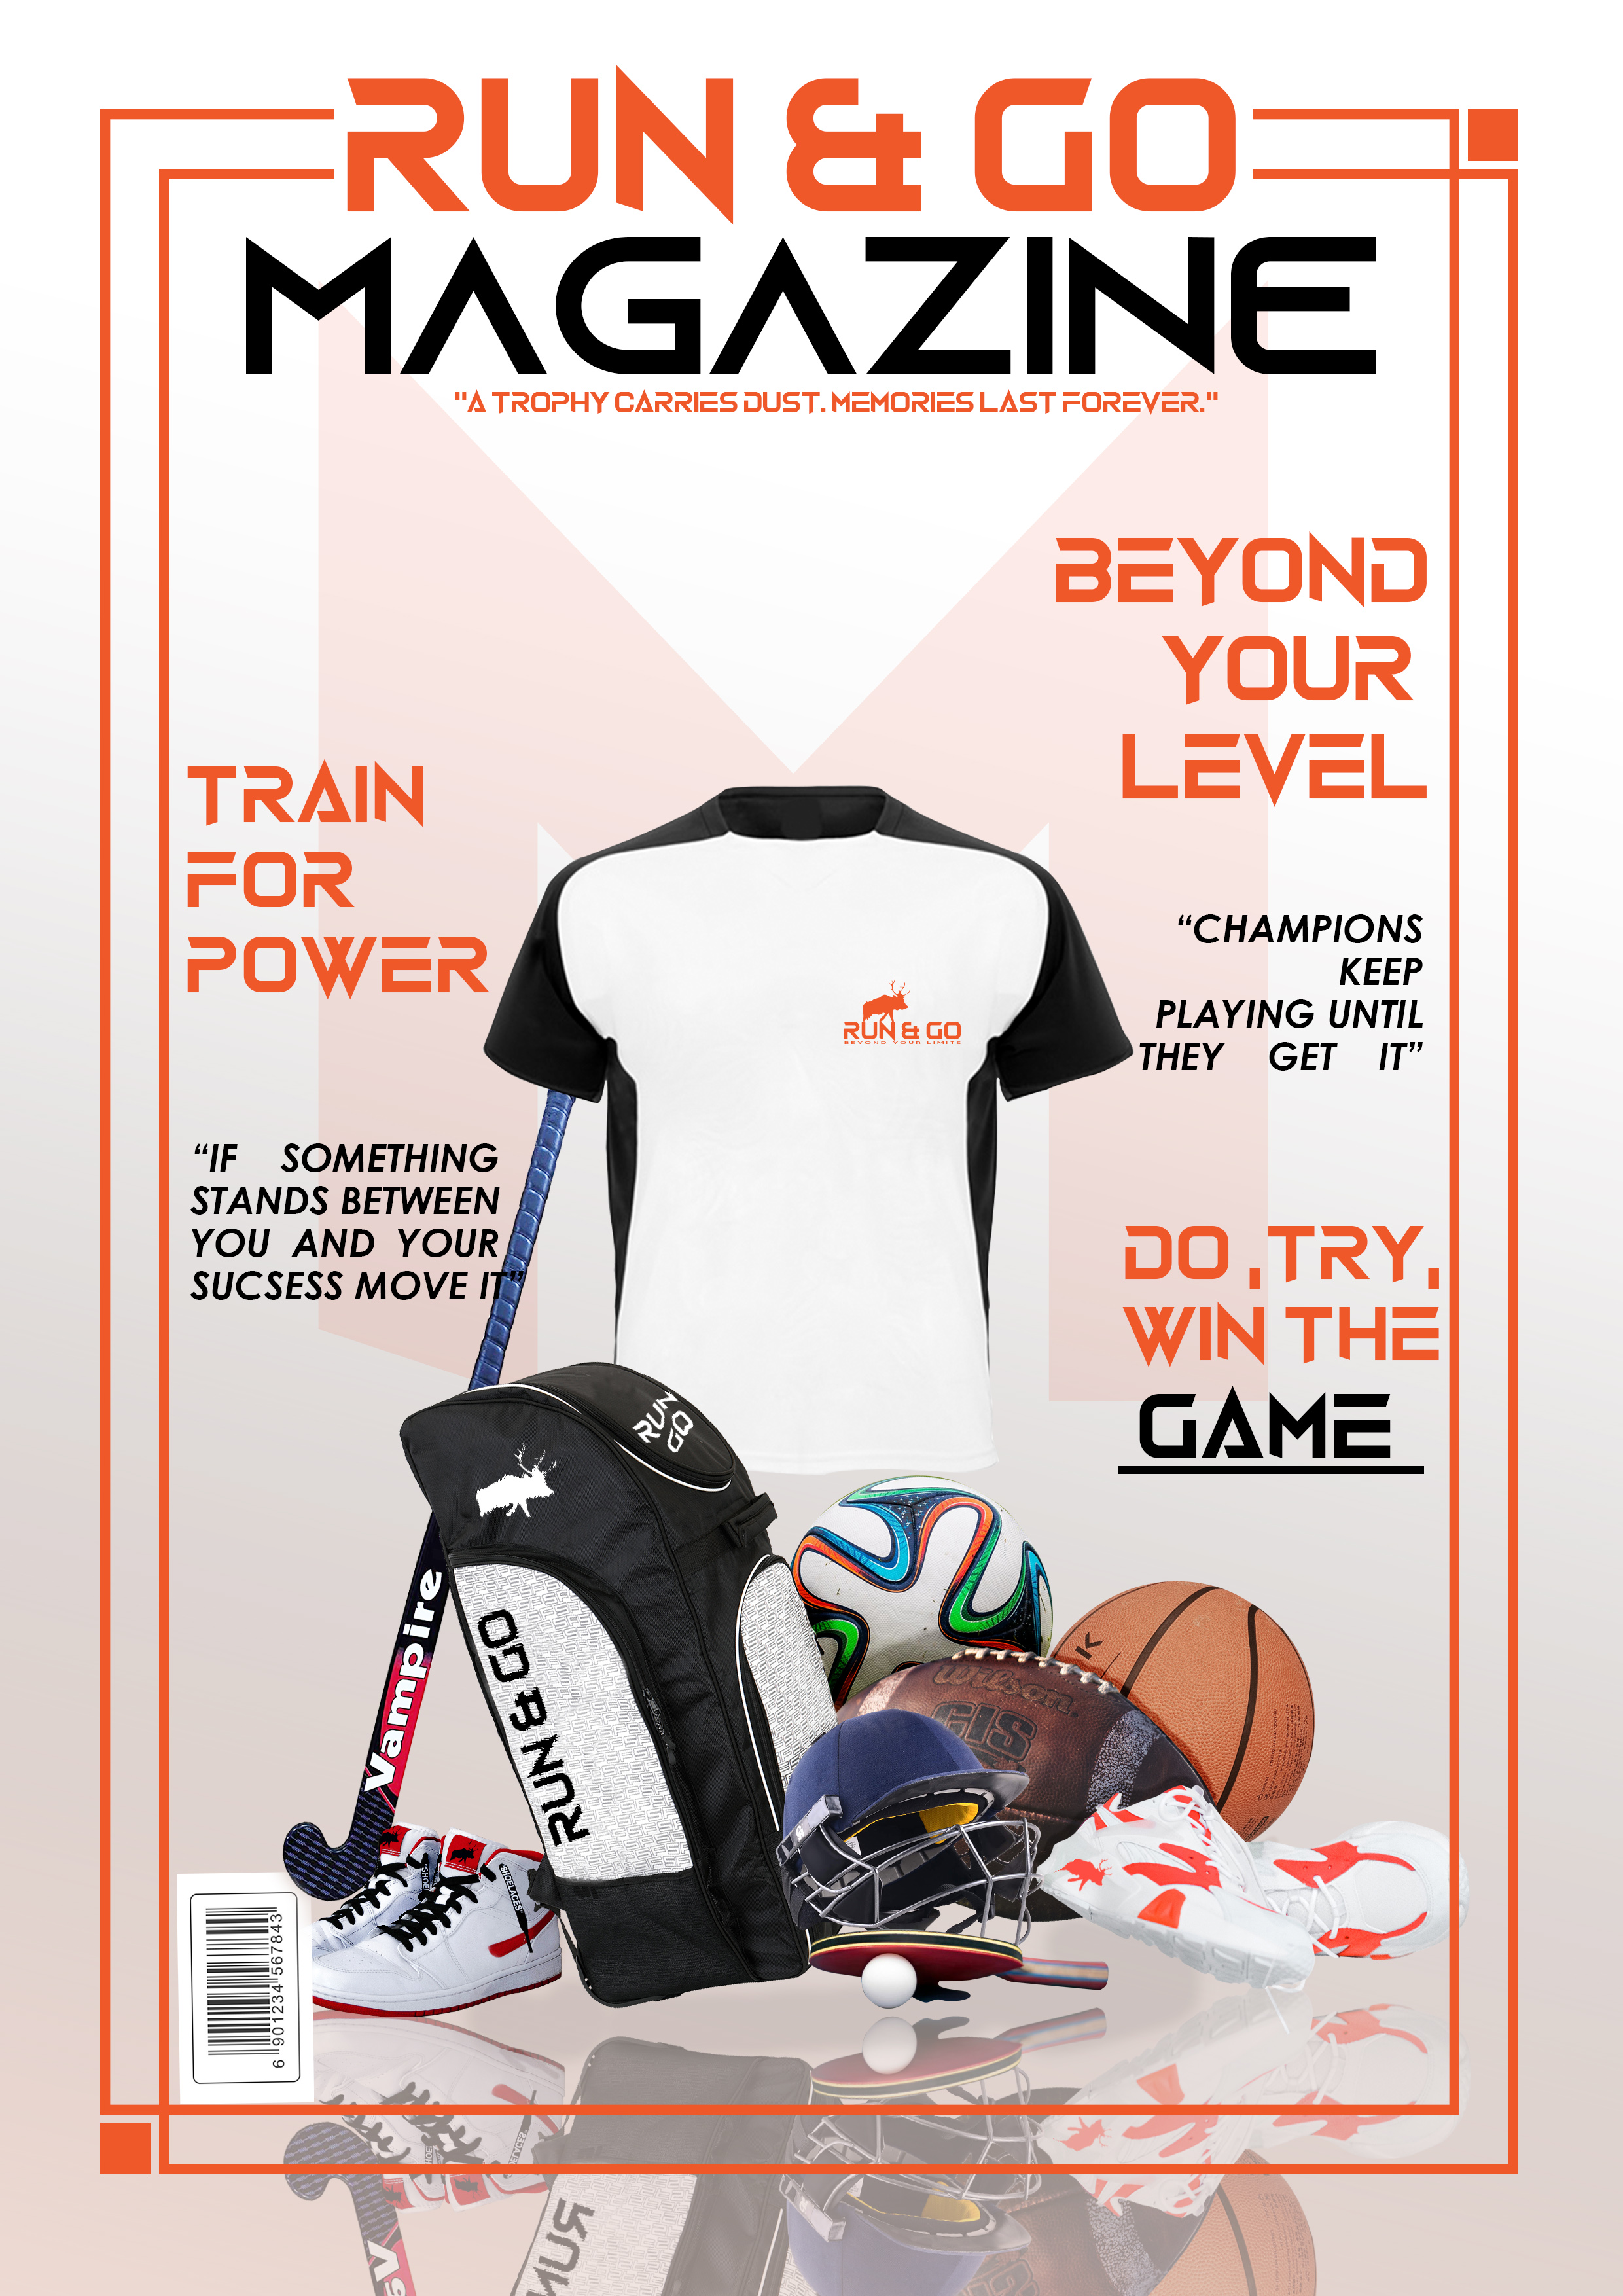 RUN & GO
MAGAZINE
"A TROPHY CARRIES DUST. MEMORIES LAST FOREVER."
BEYOND
YOUR
LEVEL
TRAIN
FOR
POWER
“CHAMPIONS
KEEP
PLAYING UNTIL
THEY GET IT”
RUN & GO
BEYOND YOUR LIMITS
“IF SOMETHING
STANDS BETWEEN
YOU AND YOUR
SUCSESS MOVE IT”
DO ,TRY,
WIN THE
GAME
RUN
GO
RUN & GO
Vampire
Wilson
GIS
SHOELACES
6 901234 567843